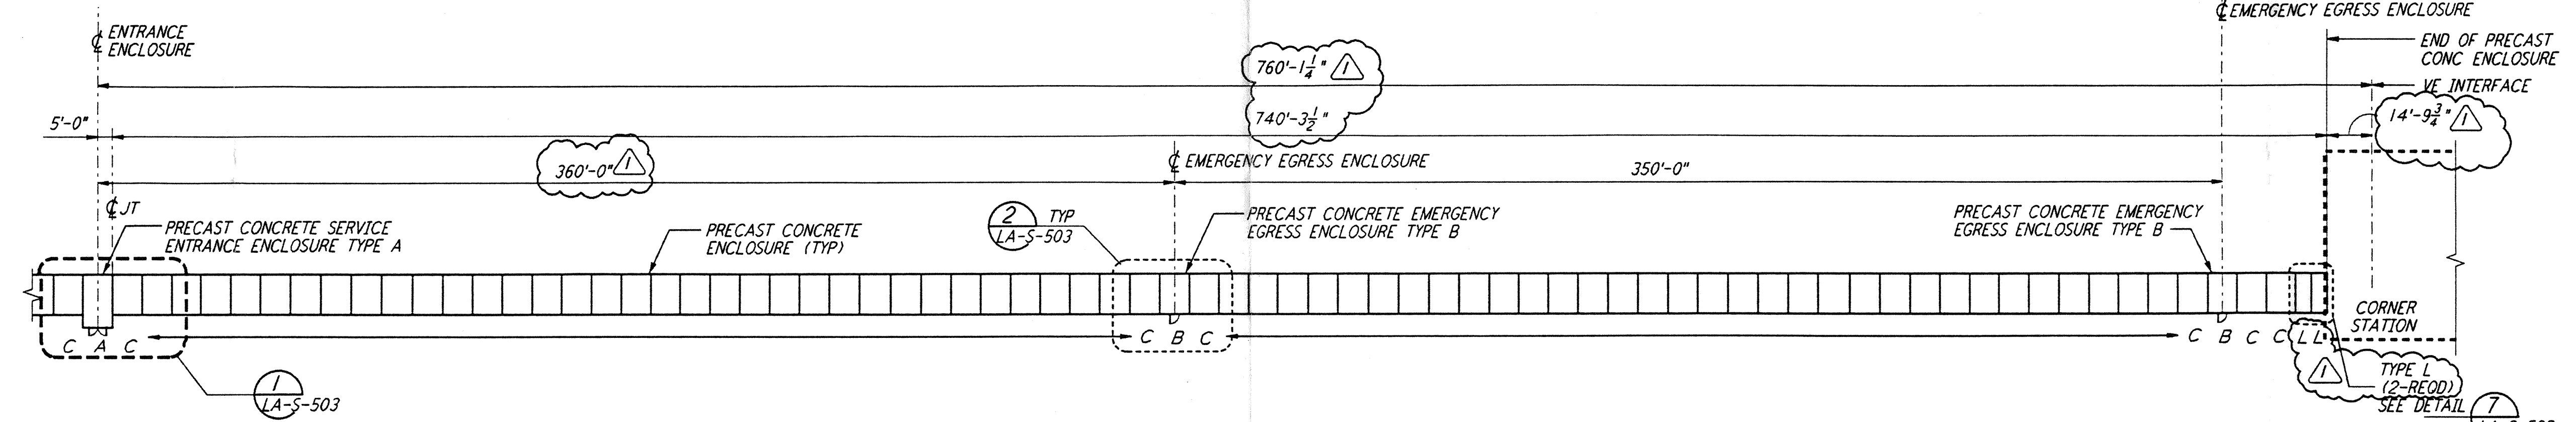 ℄ EMERGENCY EGRESS ENCLOSURE
℄ ENTRANCE
ENCLOSURE
END OF PRECAST
CONC ENCLOSURE
760'-1 1/4" 1
VE INTERFACE
5'-0"
740'-3 1/2"
14'-9 3/4" 1
360'-0" 1
℄ EMERGENCY EGRESS ENCLOSURE
350'-0"
℄ JT
PRECAST CONCRETE SERVICE
ENTRANCE ENCLOSURE TYPE A
PRECAST CONCRETE
ENCLOSURE (TYP)
2 TYP
LA-S-503
PRECAST CONCRETE EMERGENCY
EGRESS ENCLOSURE TYPE B
PRECAST CONCRETE EMERGENCY
EGRESS ENCLOSURE TYPE B
CORNER
STATION
C A C
C B C
C B C C L L
1
TYPE L
(2-REQD)
SEE DETAIL 7
1
LA-S-503